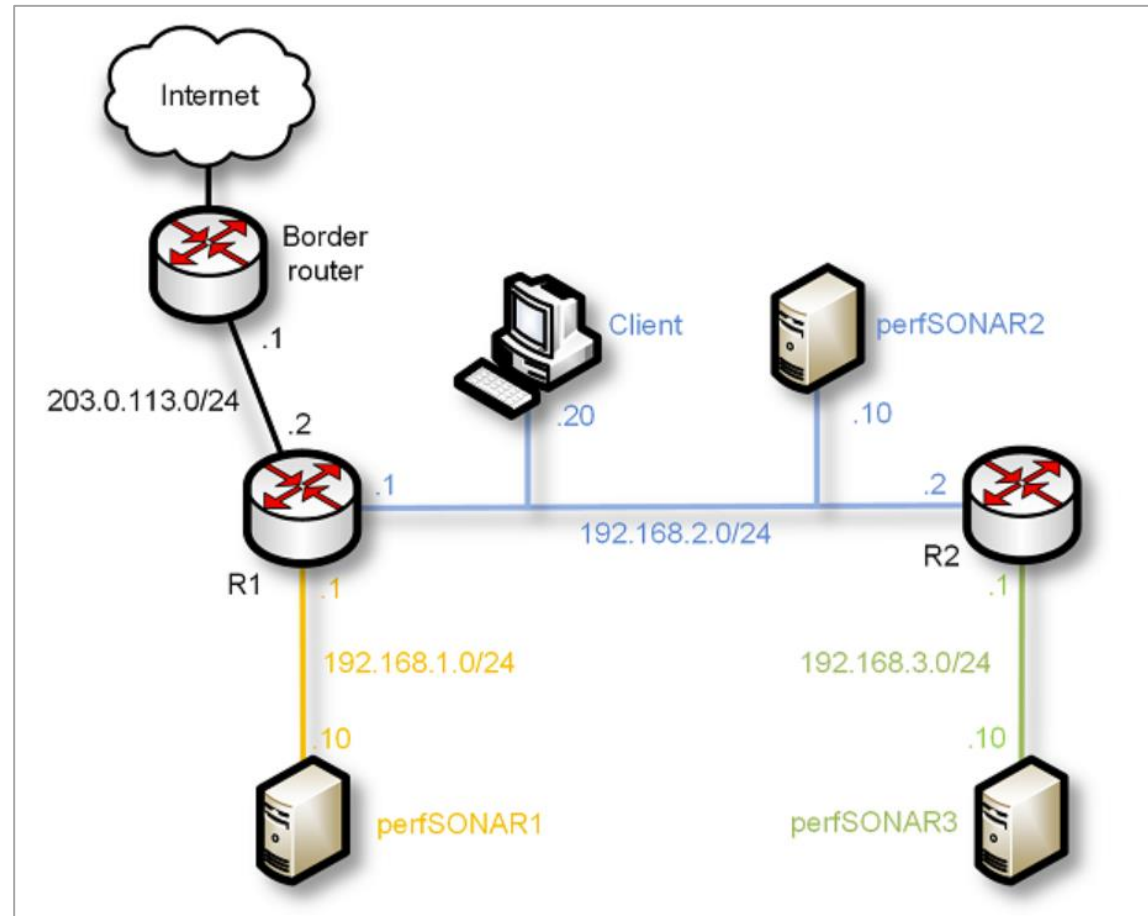 Internet
Border
router
.1
203.0.113.0/24
.2
Client
.20
perfSONAR2
.10
.1
.2
192.168.2.0/24
R1
R2
.1
.1
192.168.1.0/24
192.168.3.0/24
.10
.10
perfSONAR1
perfSONAR3